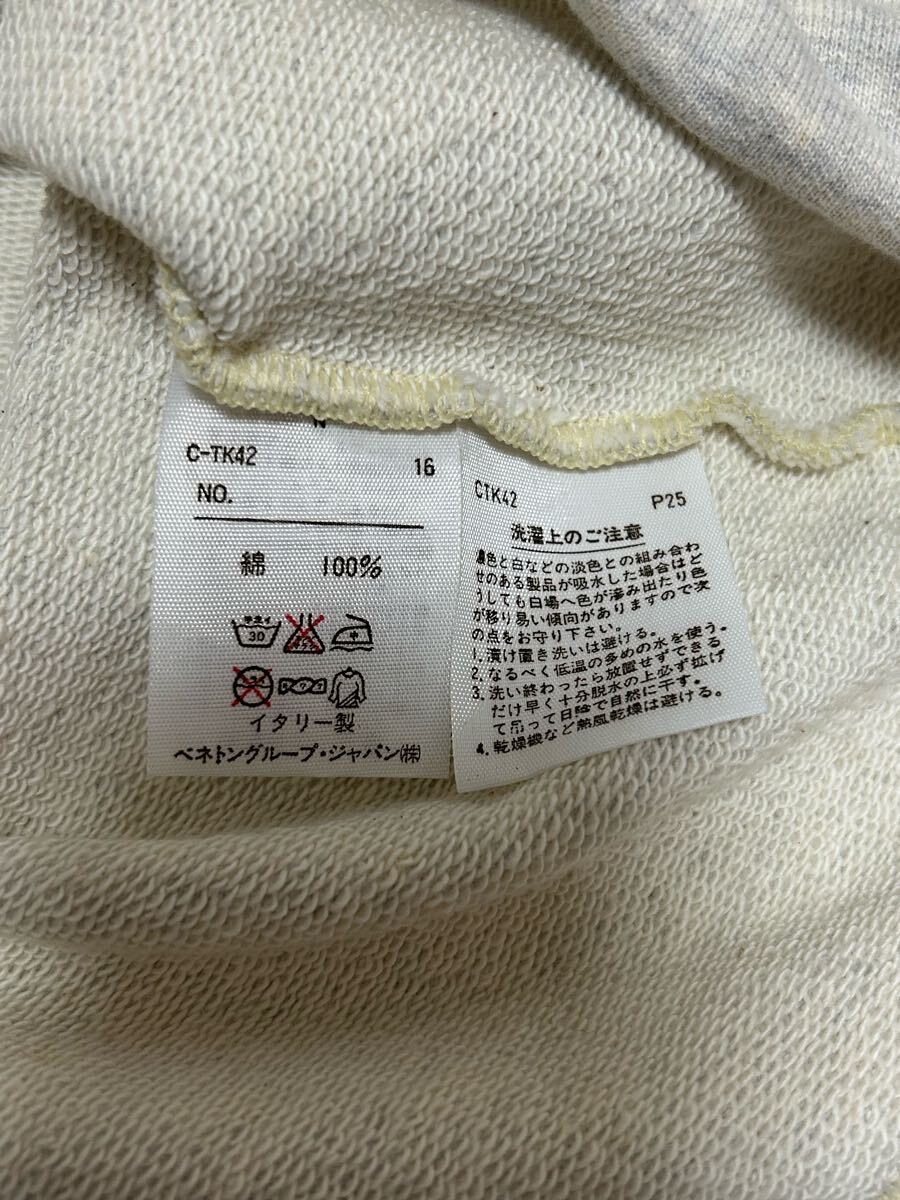 C-TK42 16
NO.
綿 100%
手洗イ
30
中
イタリー製
ベネトングループ・ジャパン㈱
CTK42 P25
洗濯上のご注意
濃色と白などの淡色との組み合わ
せのある製品が吸水した場合はど
うしても白場へ色が滲み出たり色
が移り易い傾向がありますので次
の点をお守り下さい。
1. 漬け置き洗いは避ける。
2. なるべく低温の多めの水を使う。
3. 洗い終わったら放置せずできる
だけ早く十分脱水の上必ず拡げ
て吊って日陰で自然に干す。
4. 乾燥機など熱風乾燥は避ける。